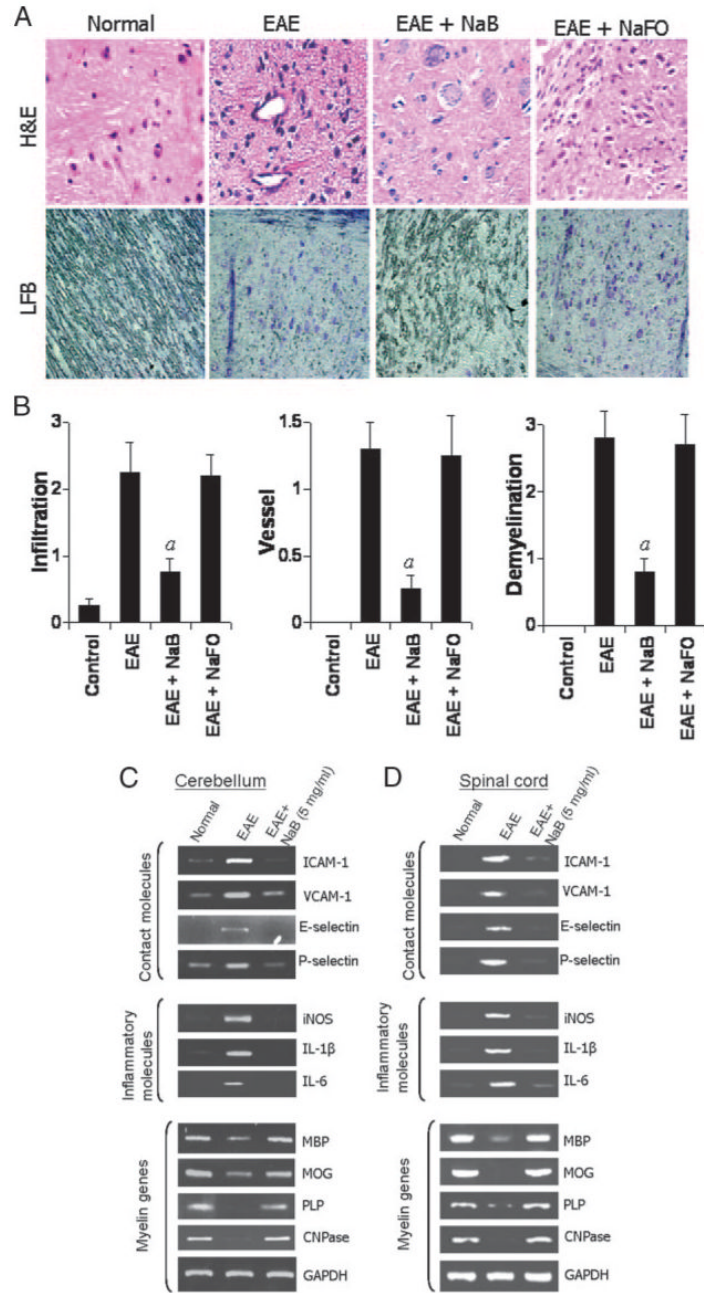 A
Normal
EAE
EAE + NaB
EAE + NaFO
H&E
LFB
B
Infiltration
3
2
1
0
a
Control
EAE
EAE + NaB
EAE + NaFO
Vessel
1.5
1
0.5
0
a
Control
EAE
EAE + NaB
EAE + NaFO
Demyelination
3
2
1
0
a
Control
EAE
EAE + NaB
EAE + NaFO
C
Cerebellum
Normal
EAE
EAE+
NaB (5 mg/ml)
Contact molecules
ICAM-1
VCAM-1
E-selectin
P-selectin
Inflammatory
molecules
iNOS
IL-1β
IL-6
Myelin genes
MBP
MOG
PLP
CNPase
GAPDH
D
Spinal cord
Normal
EAE
EAE+
NaB (5 mg/ml)
Contact molecules
ICAM-1
VCAM-1
E-selectin
P-selectin
Inflammatory
molecules
iNOS
IL-1β
IL-6
Myelin genes
MBP
MOG
PLP
CNPase
GAPDH